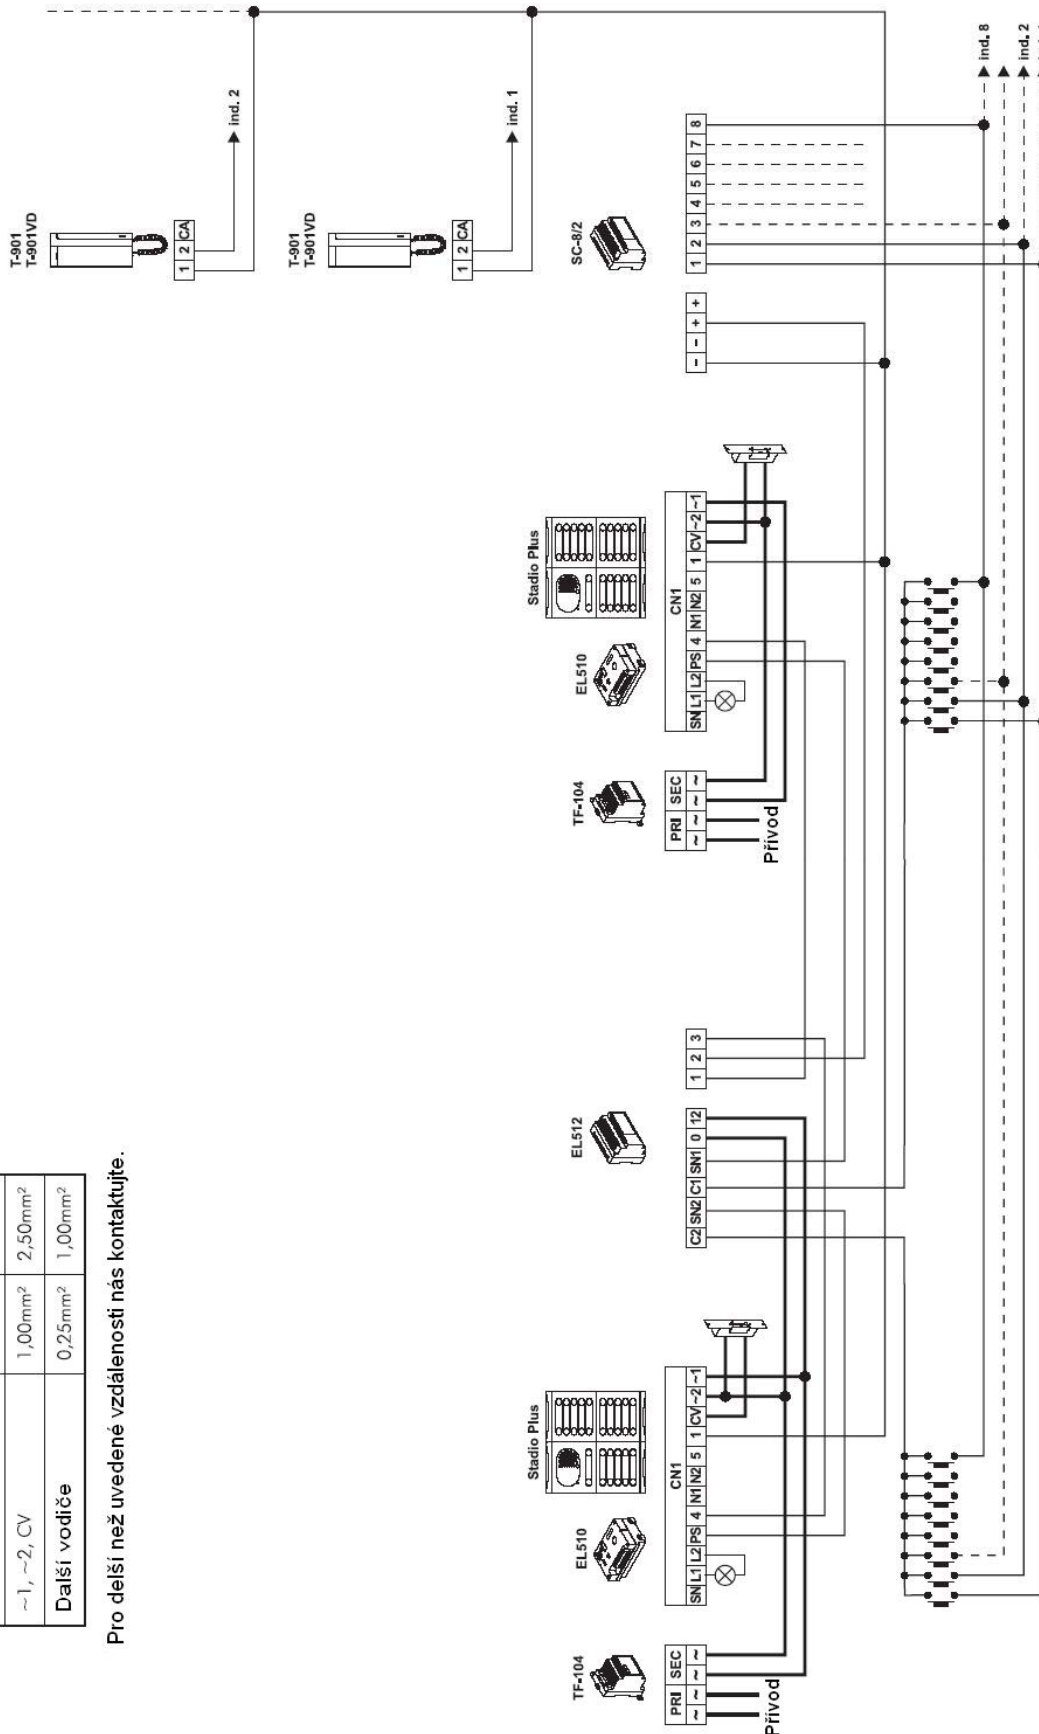 ~1, ~2, CV 1,00mm² 2,50mm²
Další vodiče 0,25mm² 1,00mm²
Pro delší než uvedené vzdálenosti nás kontaktujte.
T-901
T-901VD
1 2 CA
ind. 2
T-901
T-901VD
1 2 CA
ind. 1
TF-104
PRI SEC
~ ~ ~ ~
Přívod
EL510
Stadio Plus
CN1
SN L1 L2 PS 4 N1 N2 5 1 CV ~2 ~1
EL512
C2 SN2 C1 SN1 0 12
1 2 3
TF-104
PRI SEC
~ ~ ~ ~
Přívod
EL510
Stadio Plus
CN1
SN L1 L2 PS 4 N1 N2 5 1 CV ~2 ~1
SC-8/2
- - + +
1 2 3 4 5 6 7 8
ind. 8
ind. 2